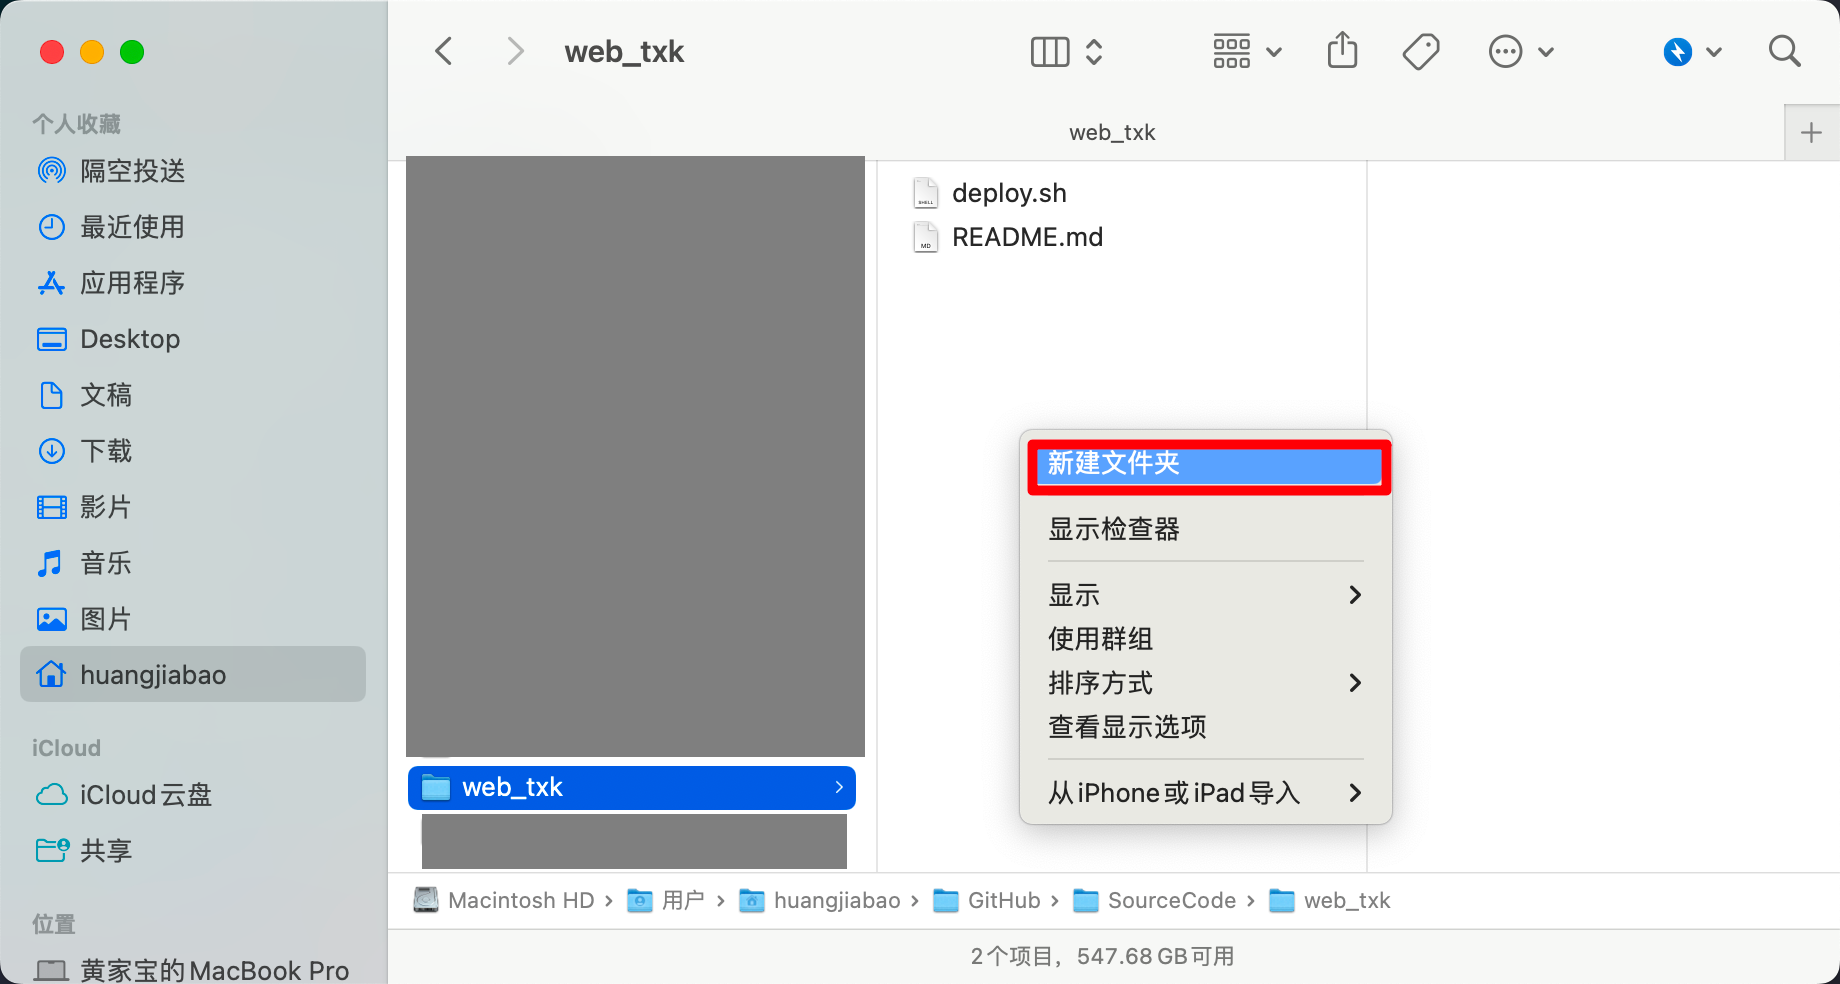 web_txk
个人收藏
隔空投送
最近使用
应用程序
Desktop
文稿
下载
影片
音乐
图片
huangjiabao
iCloud
iCloud云盘
共享
位置
黄家宝的MacBook Pro
web_txk
web_txk
SHELL
deploy.sh
MD
README.md
新建文件夹
显示检查器
显示
使用群组
排序方式
查看显示选项
从iPhone或iPad导入
Macintosh HD › 用户 › huangjiabao › GitHub › SourceCode › web_txk
2个项目，547.68 GB可用